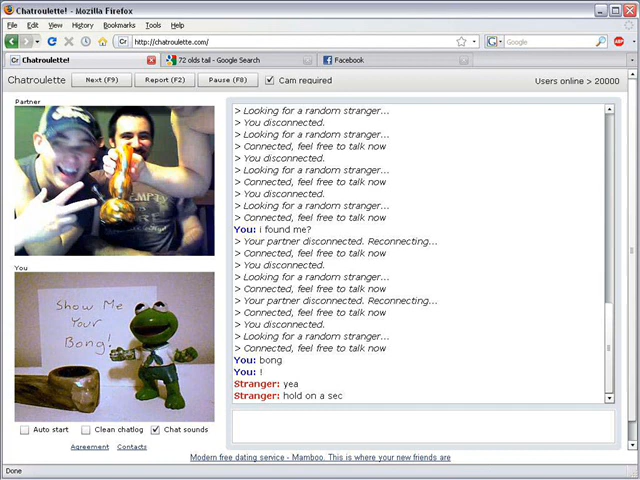 Chatroulette! - Mozilla Firefox
File Edit View History Bookmarks Tools Help
Cr http://chatroulette.com/
G Google
ABP
Cr Chatroulette!
72 olds tail - Google Search
Facebook
Chatroulette
Next (F9)
Report (F2)
Pause (F8)
Cam required
Users online > 20000
Partner
You
Show Me
Your
Bong!
> Looking for a random stranger...
> You disconnected.
> Looking for a random stranger...
> Connected, feel free to talk now
> You disconnected.
> Looking for a random stranger...
> Connected, feel free to talk now
> You disconnected.
> Looking for a random stranger...
> Connected, feel free to talk now
You: i found me?
> Your partner disconnected. Reconnecting...
> Connected, feel free to talk now
> You disconnected.
> Looking for a random stranger...
> Connected, feel free to talk now
> Your partner disconnected. Reconnecting...
> Connected, feel free to talk now
> You disconnected.
> Looking for a random stranger...
> Connected, feel free to talk now
You: bong
You: !
Stranger: yea
Stranger: hold on a sec
Auto start
Clean chatlog
Chat sounds
Agreement
Contacts
Modern free dating service - Mamboo. This is where your new friends are
Done